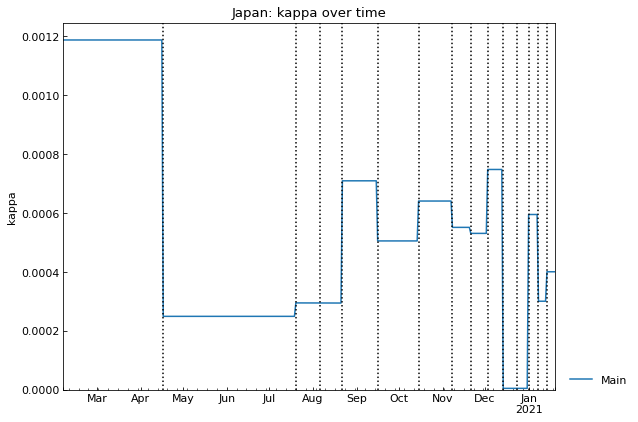 Japan: kappa over time
0.0012
0.0010
0.0008
0.0006
0.0004
0.0002
0.0000
kappa
Mar Apr May Jun Jul Aug Sep Oct Nov Dec Jan
2021
Main